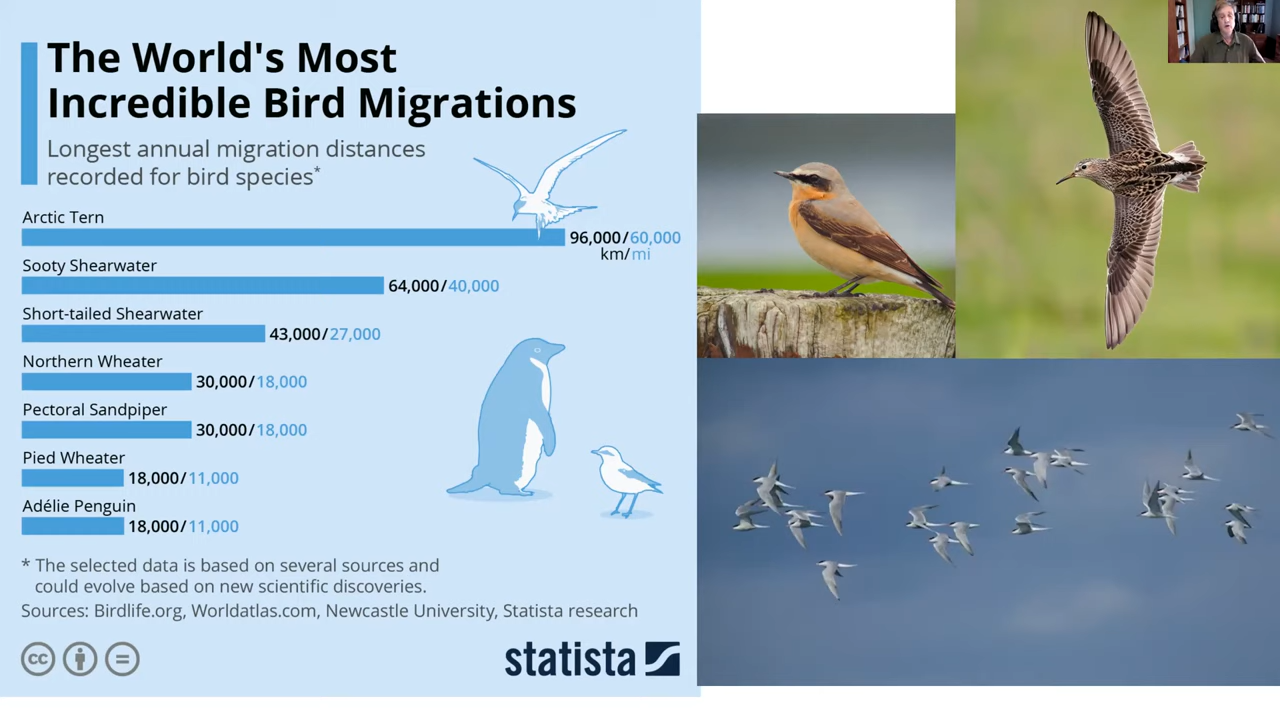 The World's Most
Incredible Bird Migrations
Longest annual migration distances
recorded for bird species*
Arctic Tern
96,000/60,000
km/mi
Sooty Shearwater
64,000/40,000
Short-tailed Shearwater
43,000/27,000
Northern Wheater
30,000/18,000
Pectoral Sandpiper
30,000/18,000
Pied Wheater
18,000/11,000
Adélie Penguin
18,000/11,000
* The selected data is based on several sources and
could evolve based on new scientific discoveries.
Sources: Birdlife.org, Worldatlas.com, Newcastle University, Statista research
cc
statista